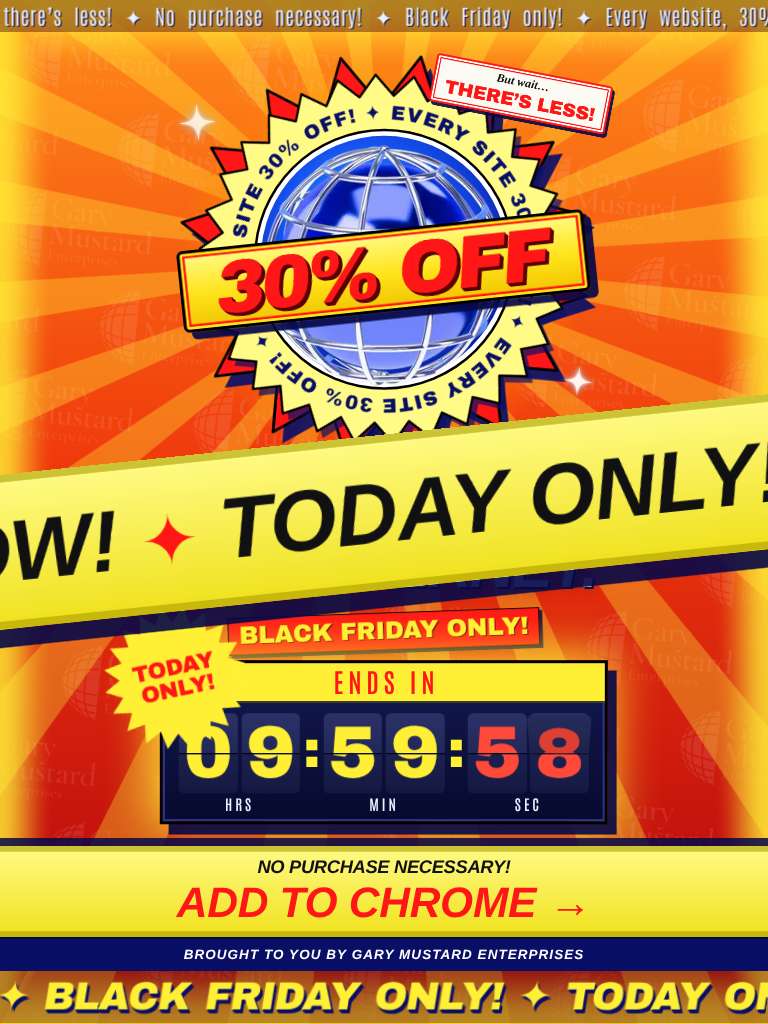 there's less! ✦ No purchase necessary! ✦ Black Friday only! ✦ Every website, 30%
But wait…
THERE'S LESS!
SITE 30% OFF! ✦ EVERY SITE 30
30% OFF
✦ EVERY SITE 30% OFF! ✦
! ✦ TODAY ONLY!
BLACK FRIDAY ONLY!
TODAY
ONLY!
ENDS IN
09:59:58
HRS MIN SEC
NO PURCHASE NECESSARY!
ADD TO CHROME →
BROUGHT TO YOU BY GARY MUSTARD ENTERPRISES
✦ BLACK FRIDAY ONLY! ✦ TODAY
Gary
Mustard
Enterprises